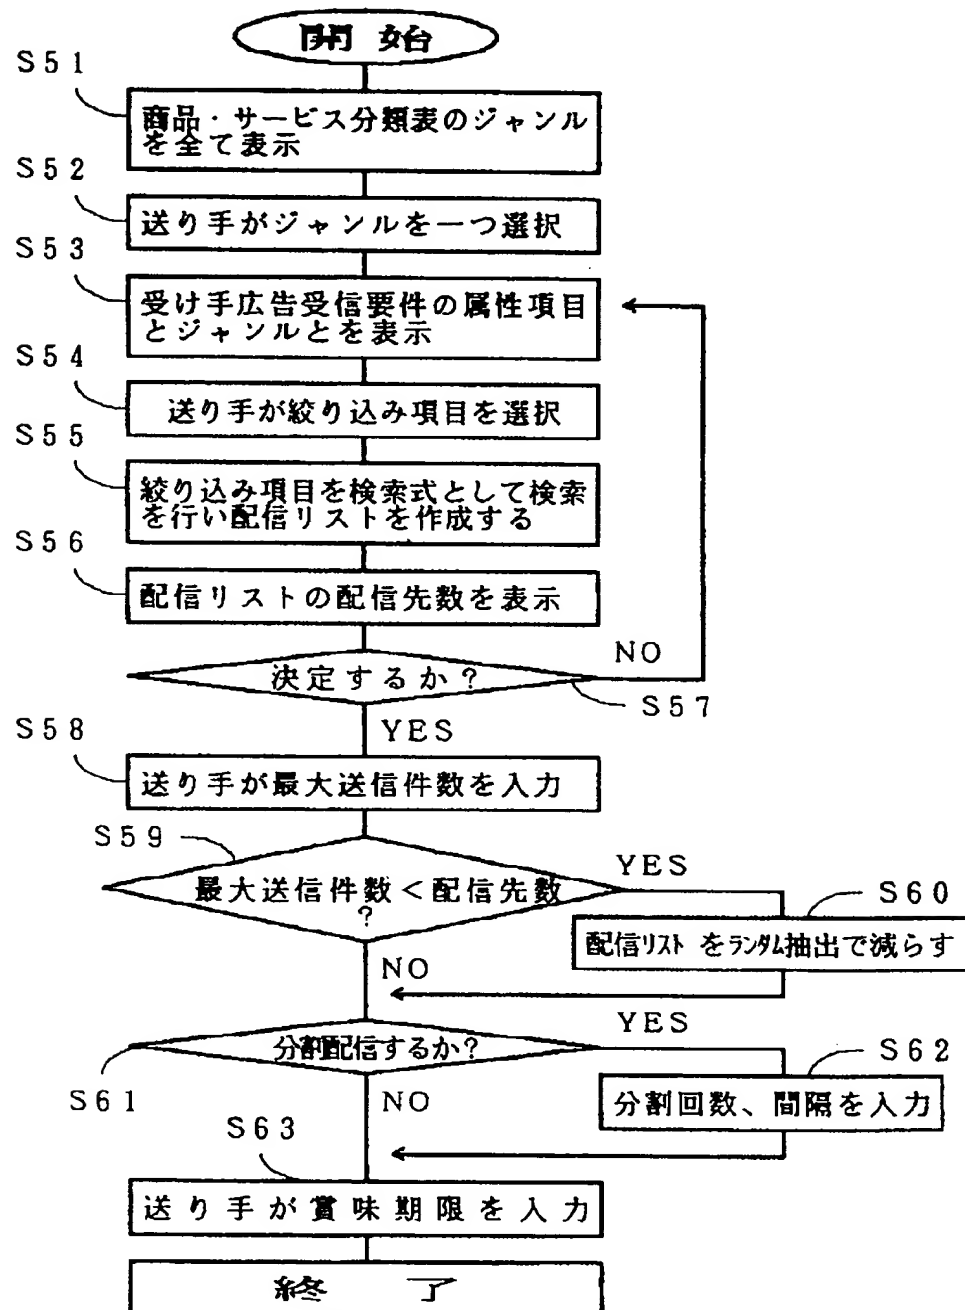 開 始
S51
商品・サービス分類表のジャンル
を全て表示
S52
送り手がジャンルを一つ選択
S53
受け手広告受信要件の属性項目
とジャンルとを表示
S54
送り手が絞り込み項目を選択
S55
絞り込み項目を検索式として検索
を行い配信リストを作成する
S56
配信リストの配信先数を表示
NO
決定するか？
S57
YES
S58
送り手が最大送信件数を入力
S59
YES
最大送信件数＜配信先数
？
S60
配信ﾘｽﾄ をﾗﾝﾀﾞﾑ抽出で減らす
NO
YES
分割配信するか？
S62
S61
NO
分割回数、間隔を入力
S63
送り手が賞味期限を入力
終 了